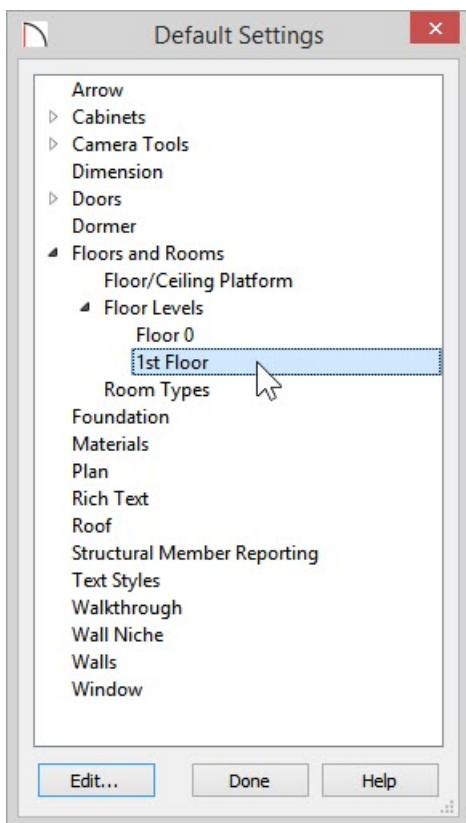 Default Settings
Arrow
Cabinets
Camera Tools
Dimension
Doors
Dormer
Floors and Rooms
Floor/Ceiling Platform
Floor Levels
Floor 0
1st Floor
Room Types
Foundation
Materials
Plan
Rich Text
Roof
Structural Member Reporting
Text Styles
Walkthrough
Wall Niche
Walls
Window
Edit... Done Help